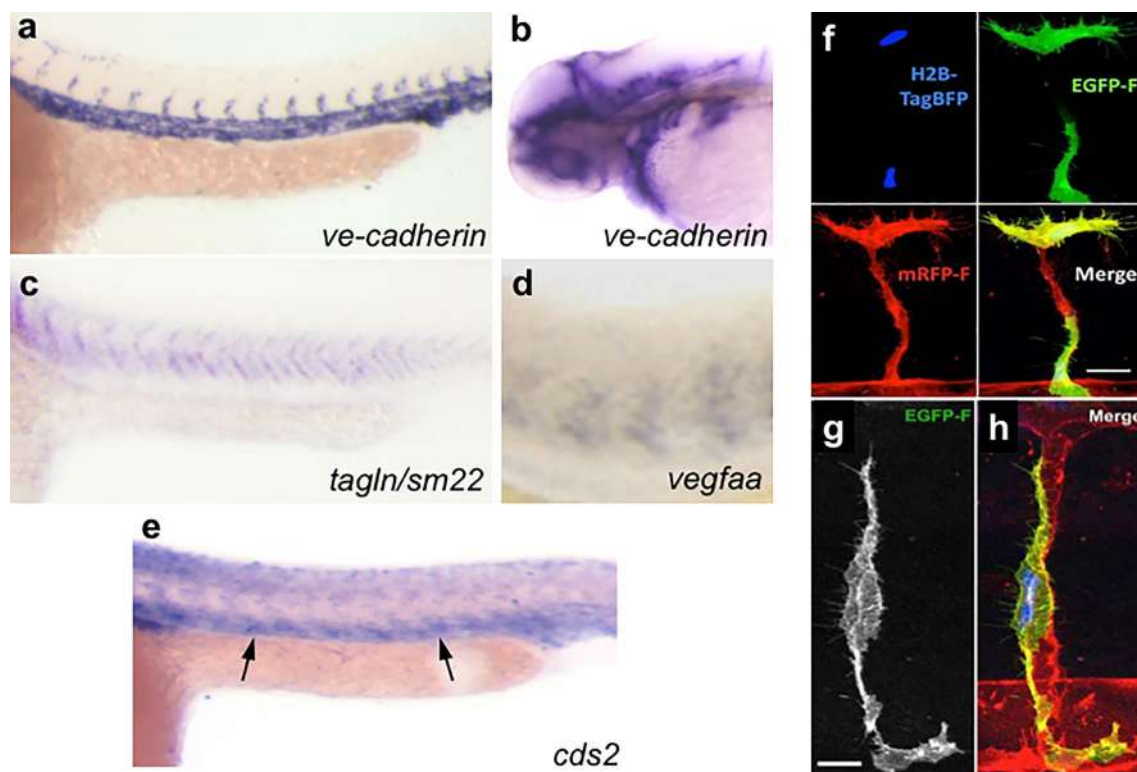 a
ve-cadherin
b
ve-cadherin
c
tagln/sm22
d
vegfaa
e
cds2
f
H2B-
TagBFP
EGFP-F
mRFP-F
Merge
g
EGFP-F
h
Merge